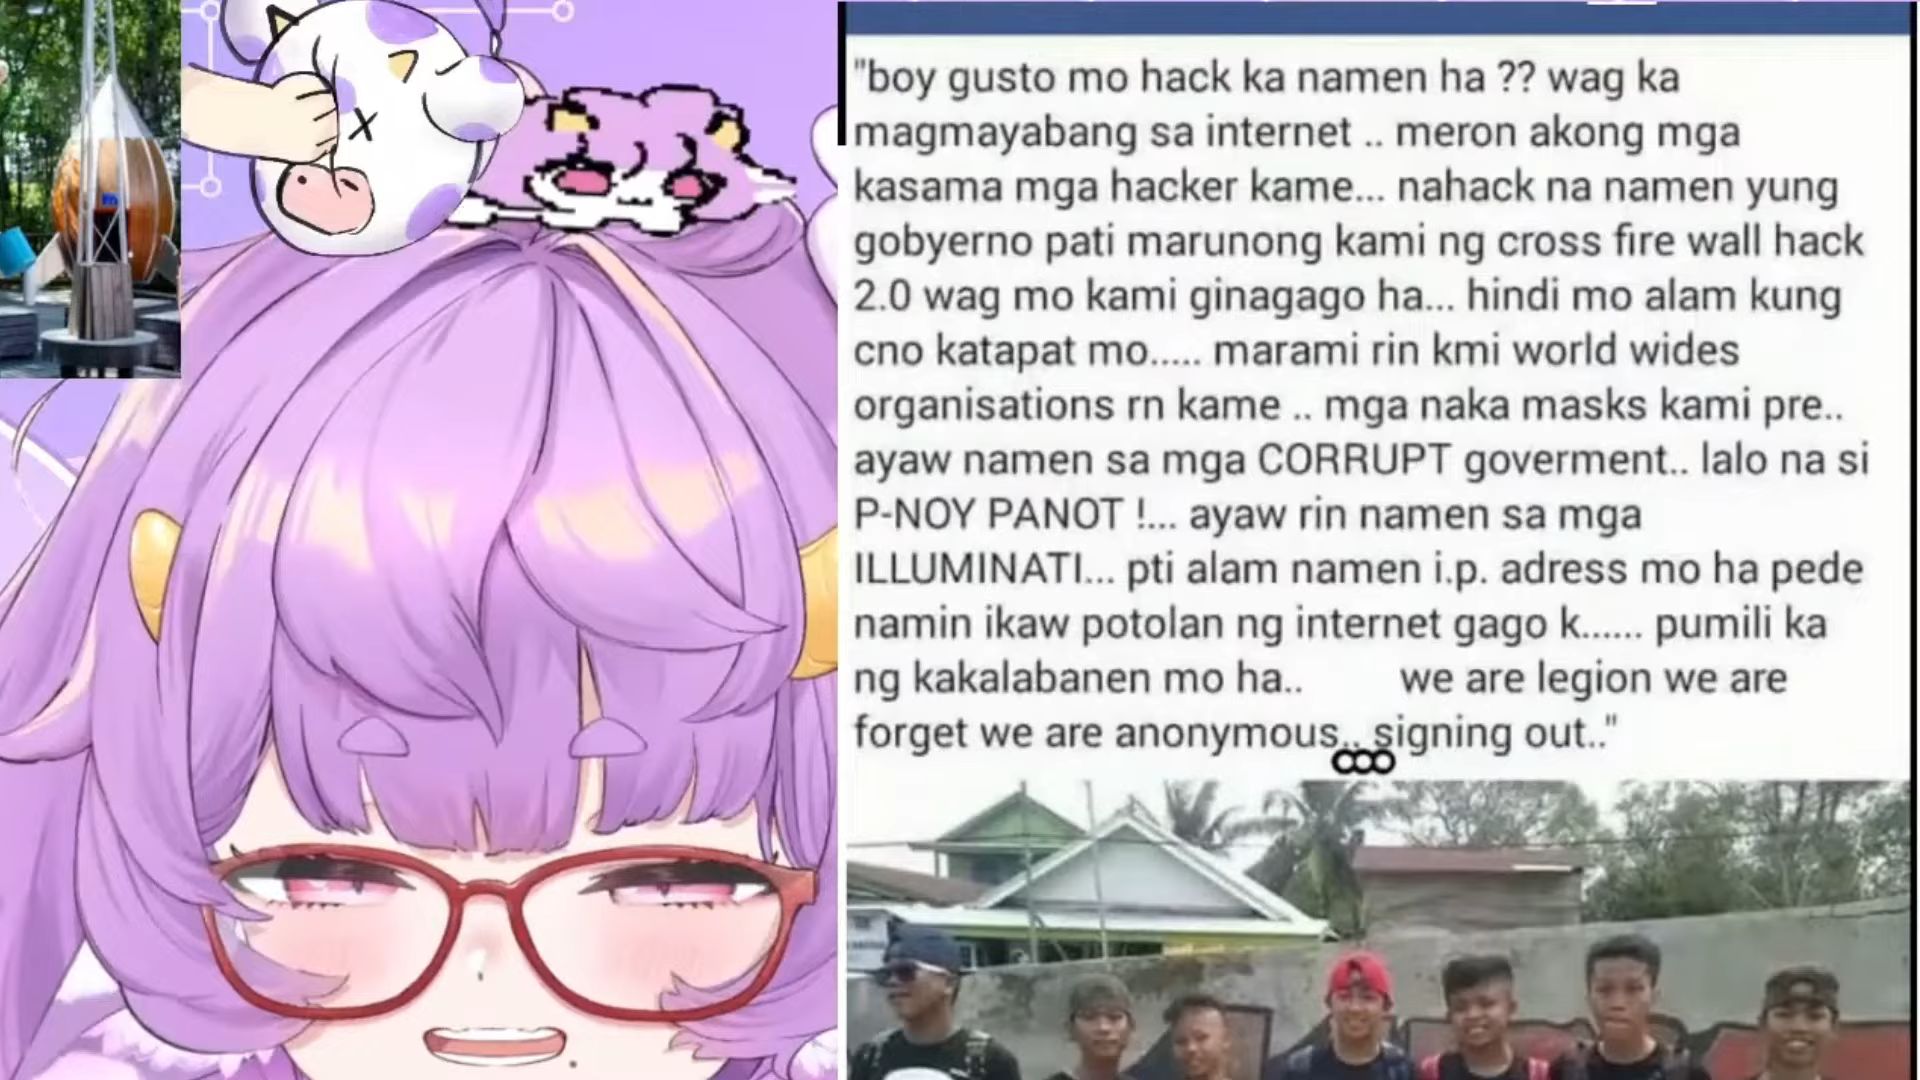 "boy gusto mo hack ka namen ha ?? wag ka
magmayabang sa internet .. meron akong mga
kasama mga hacker kame... nahack na namen yung
gobyerno pati marunong kami ng cross fire wall hack
2.0 wag mo kami ginagago ha... hindi mo alam kung
cno katapat mo..... marami rin kmi world wides
organisations rn kame .. mga naka masks kami pre..
ayaw namen sa mga CORRUPT goverment.. lalo na si
P-NOY PANOT !... ayaw rin namen sa mga
ILLUMINATI... pti alam namen i.p. adress mo ha pede
namin ikaw potolan ng internet gago k...... pumili ka
ng kakalabanen mo ha.. we are legion we are
forget we are anonymous.. signing out.."